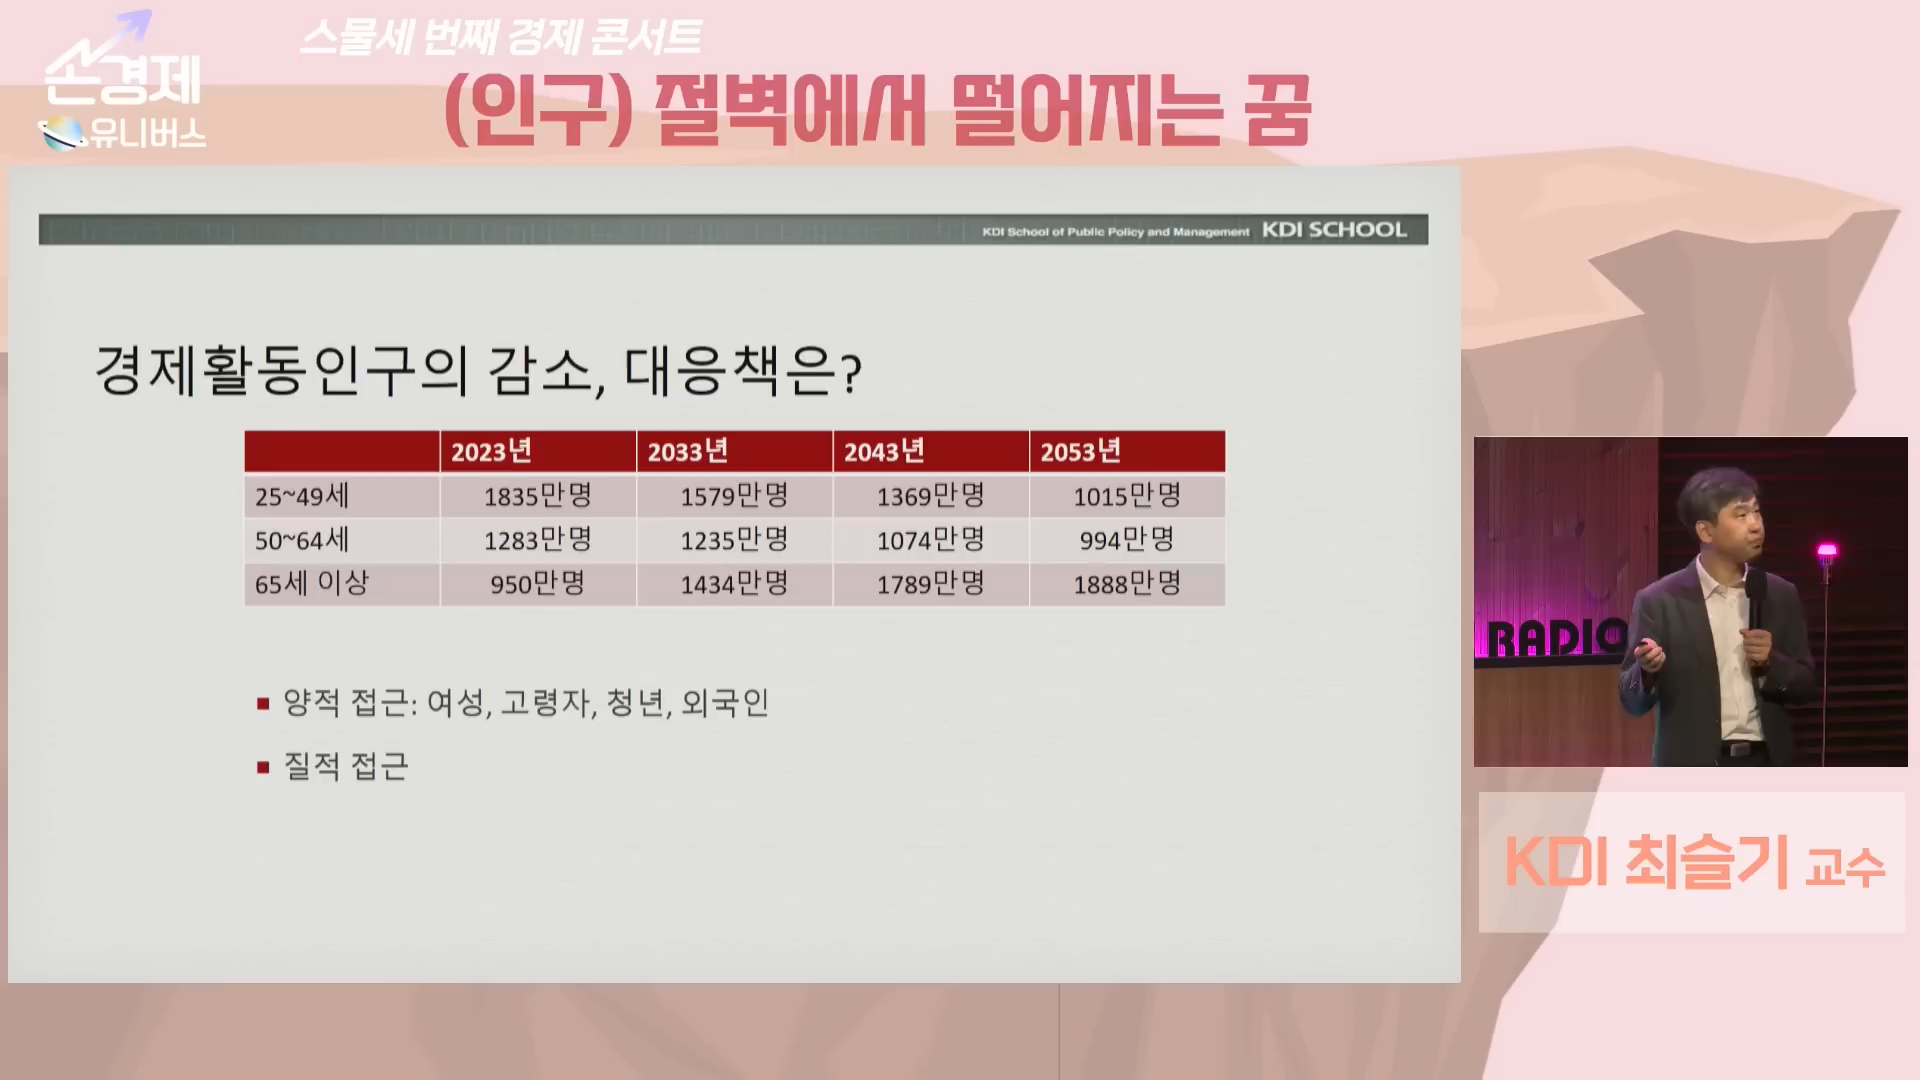 손경제
유니버스
스물세 번째 경제 콘서트
(인구) 절벽에서 떨어지는 꿈
KDI School of Public Policy and Management KDI SCHOOL
경제활동인구의 감소, 대응책은?
2023년 2033년 2043년 2053년
25~49세 1835만명 1579만명 1369만명 1015만명
50~64세 1283만명 1235만명 1074만명 994만명
65세 이상 950만명 1434만명 1789만명 1888만명
▪ 양적 접근: 여성, 고령자, 청년, 외국인
▪ 질적 접근
RADIO
KDI 최슬기 교수